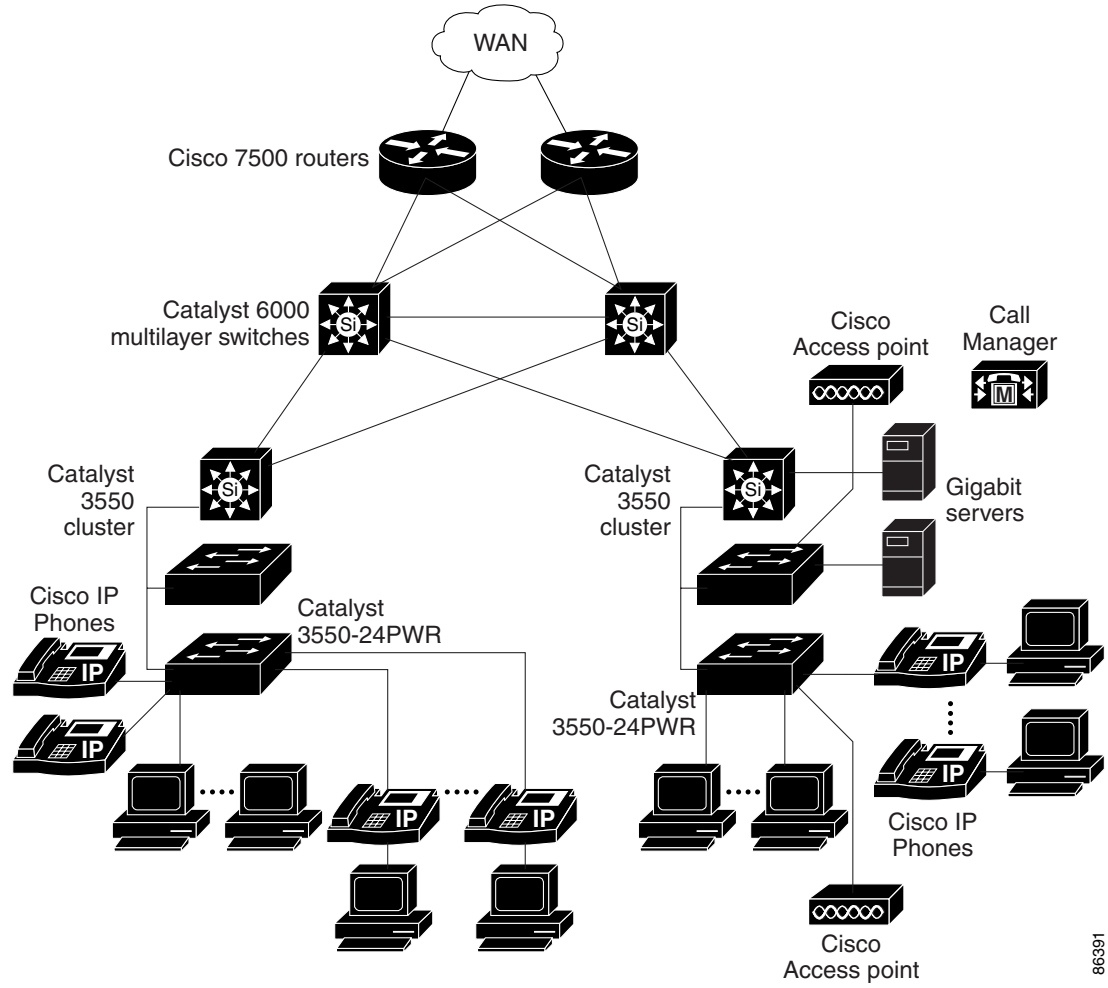 WAN
Cisco 7500 routers
Catalyst 6000
multilayer switches
Si
Si
Cisco
Access point
Call
Manager
M
Catalyst
3550
cluster
Si
Catalyst
3550
cluster
Si
Gigabit
servers
Cisco IP
Phones
Catalyst
3550-24PWR
IP
IP
IP
IP
Catalyst
3550-24PWR
IP
IP
Cisco IP
Phones
Cisco
Access point
86391